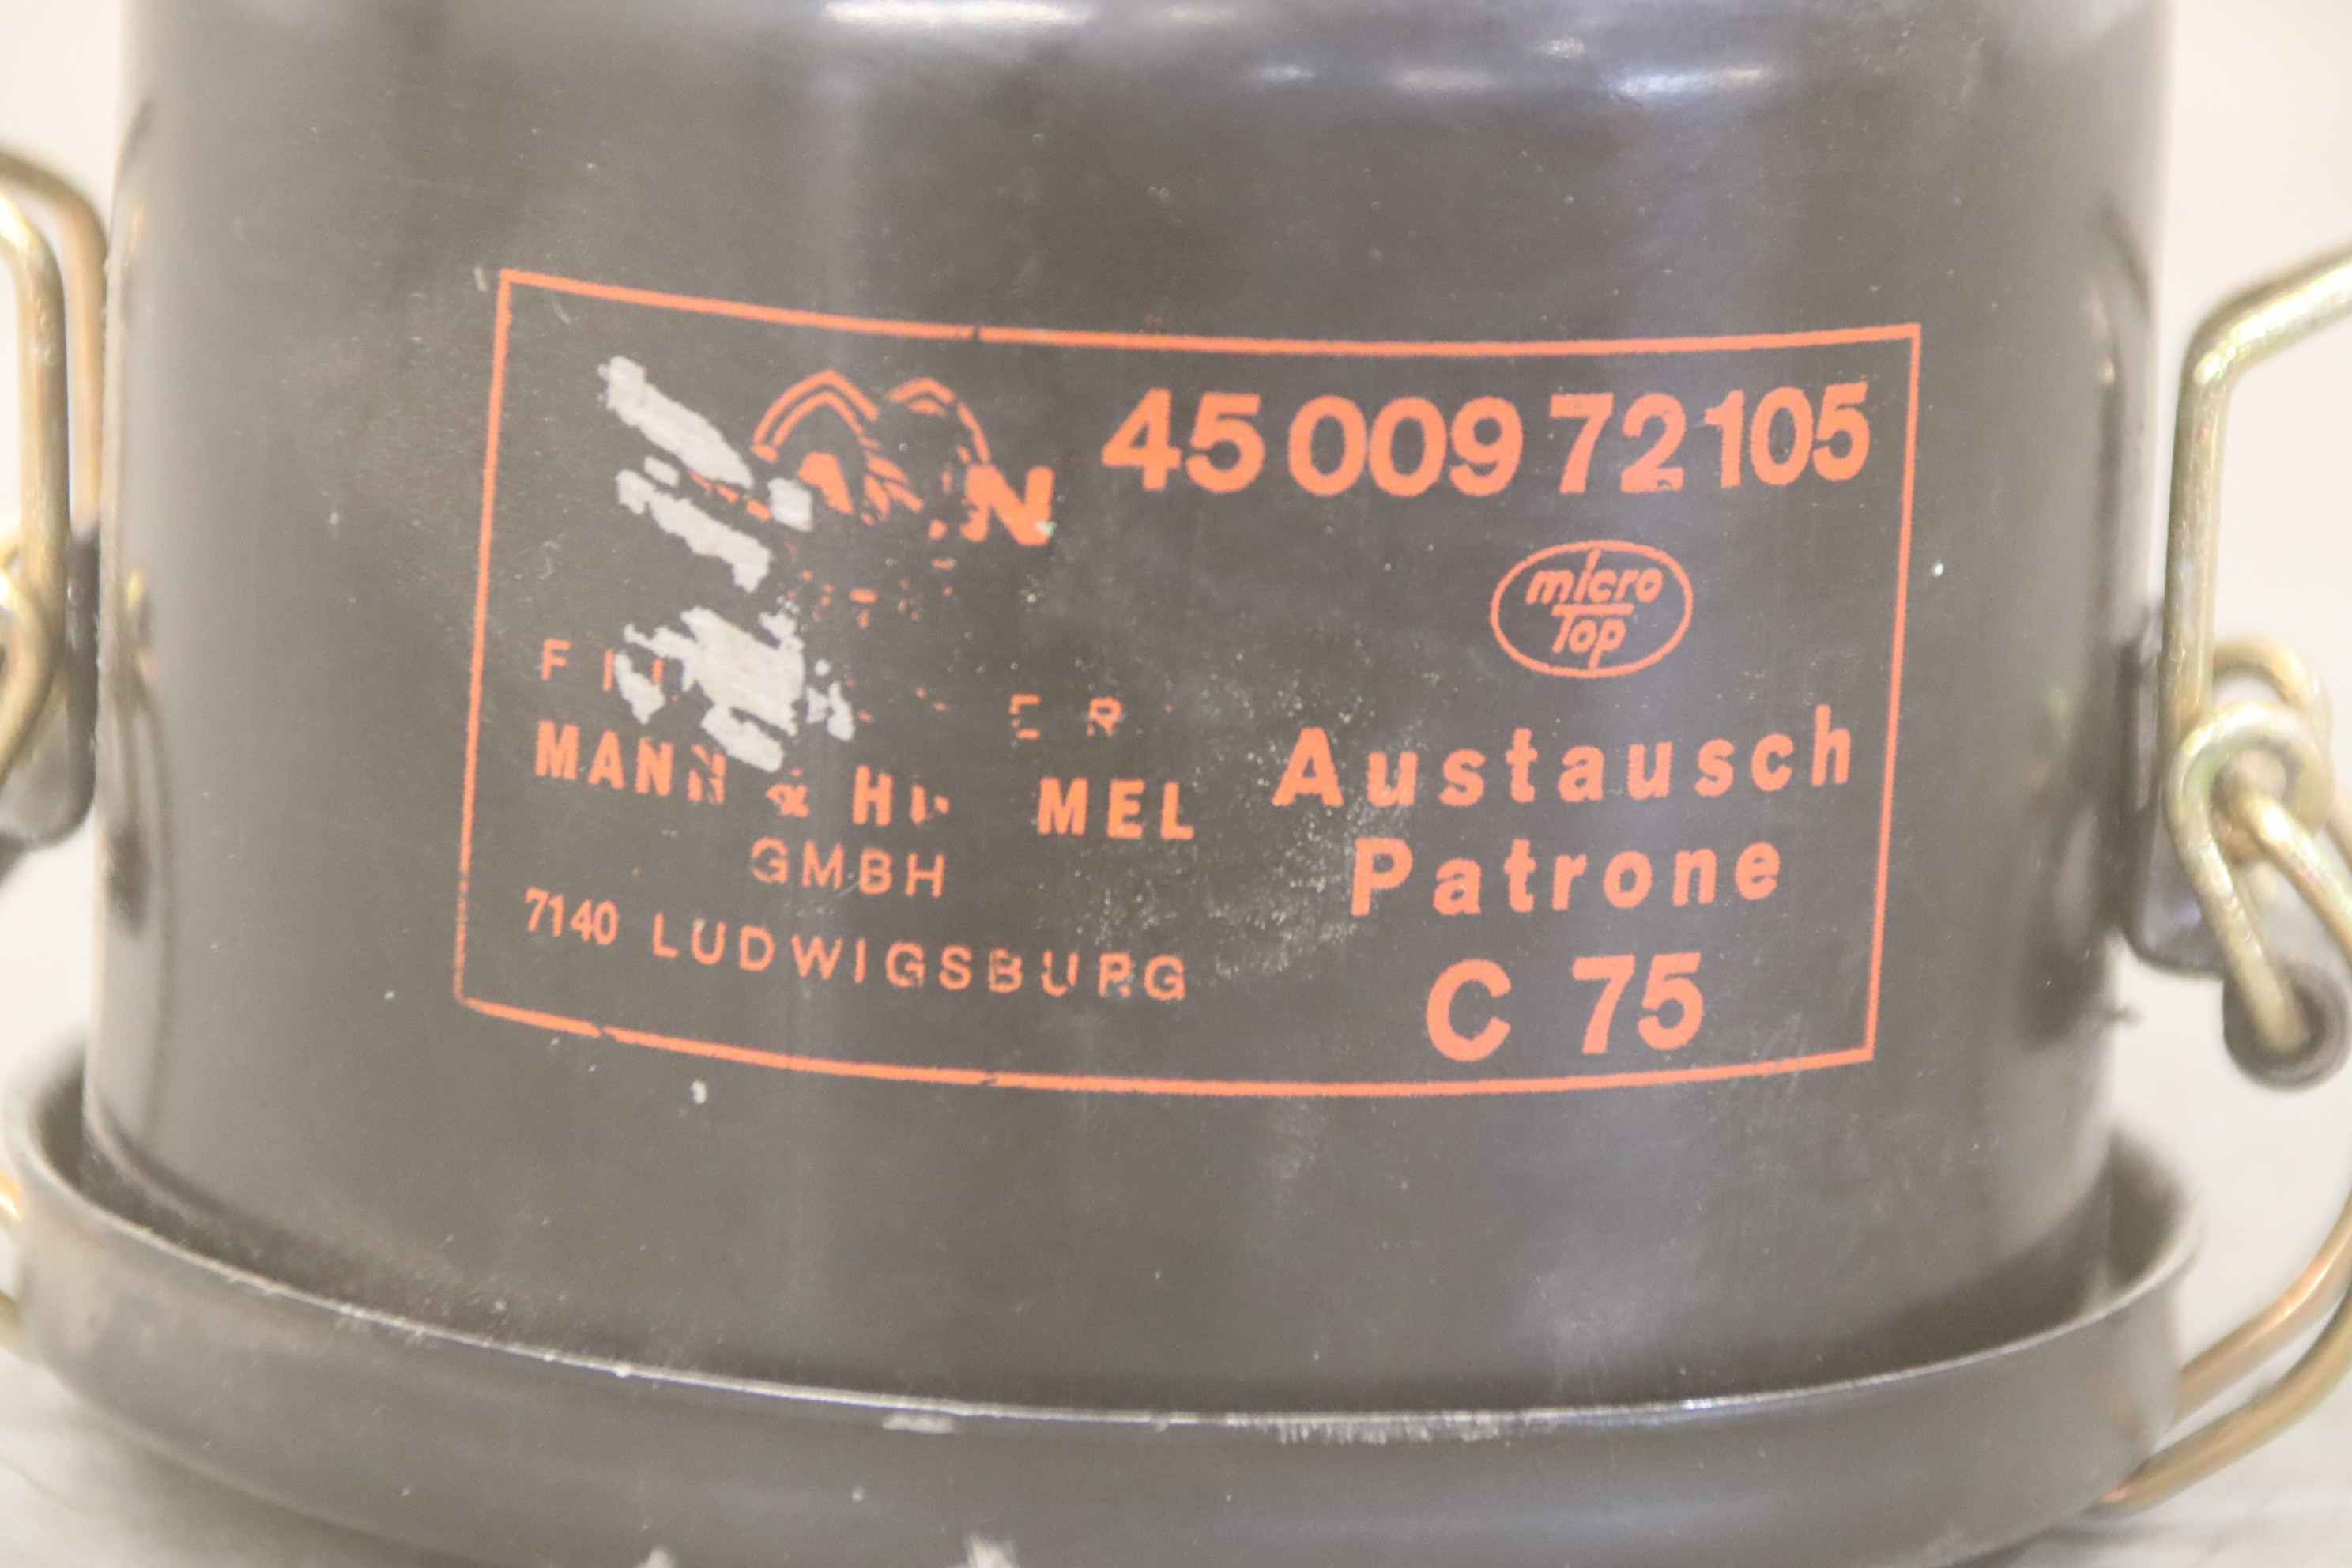 45 009 72 105
micro
Top
MANN & MEL
GMBH
7140 LUDWIGSBURG
Austausch
Patrone
C 75